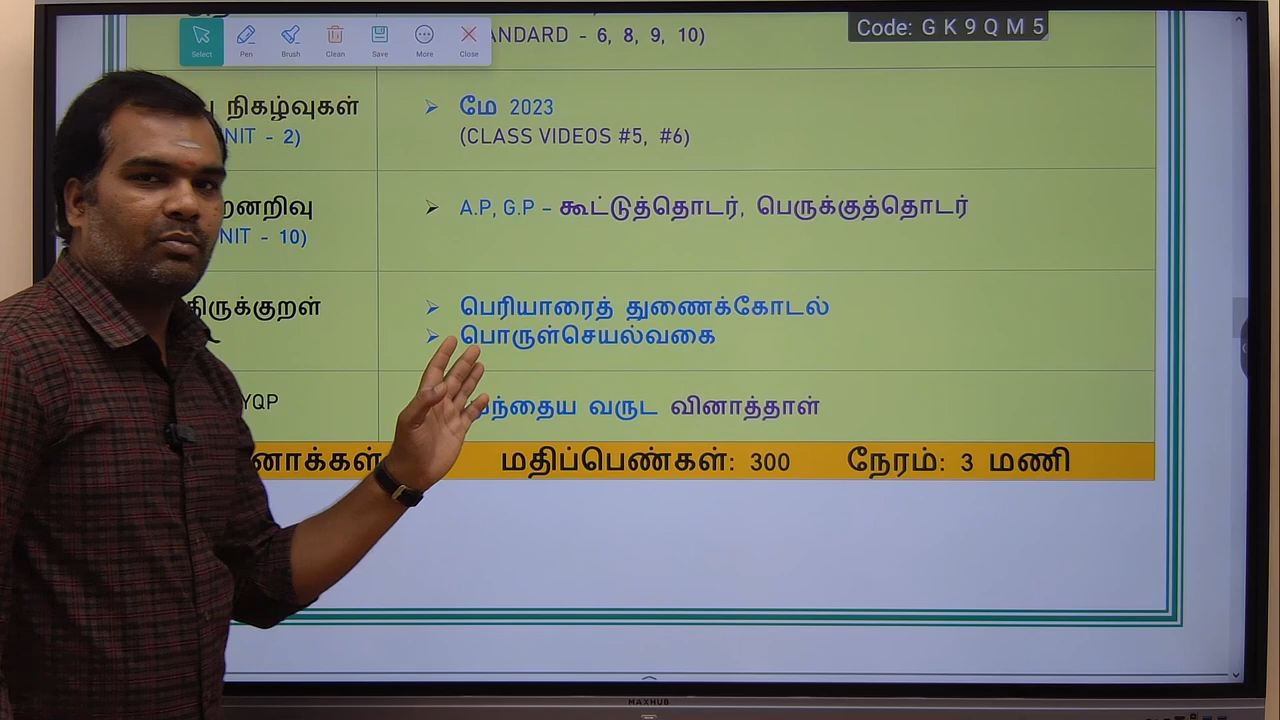 Code: G K 9 Q M 5
Select Pen Brush Clean Save More Close
ANDARD - 6, 8, 9, 10)
நிகழ்வுகள்
NIT - 2)
மே 2023
(CLASS VIDEOS #5, #6)
றனறிவு
NIT - 10)
A.P, G.P – கூட்டுத்தொடர், பெருக்குத்தொடர்
திருக்குறள்
பெரியாரைத் துணைக்கோடல்
பொருள்செயல்வகை
YQP
ந்தைய வருட வினாத்தாள்
னாக்கள் மதிப்பெண்கள்: 300 நேரம்: 3 மணி
MAXHUB